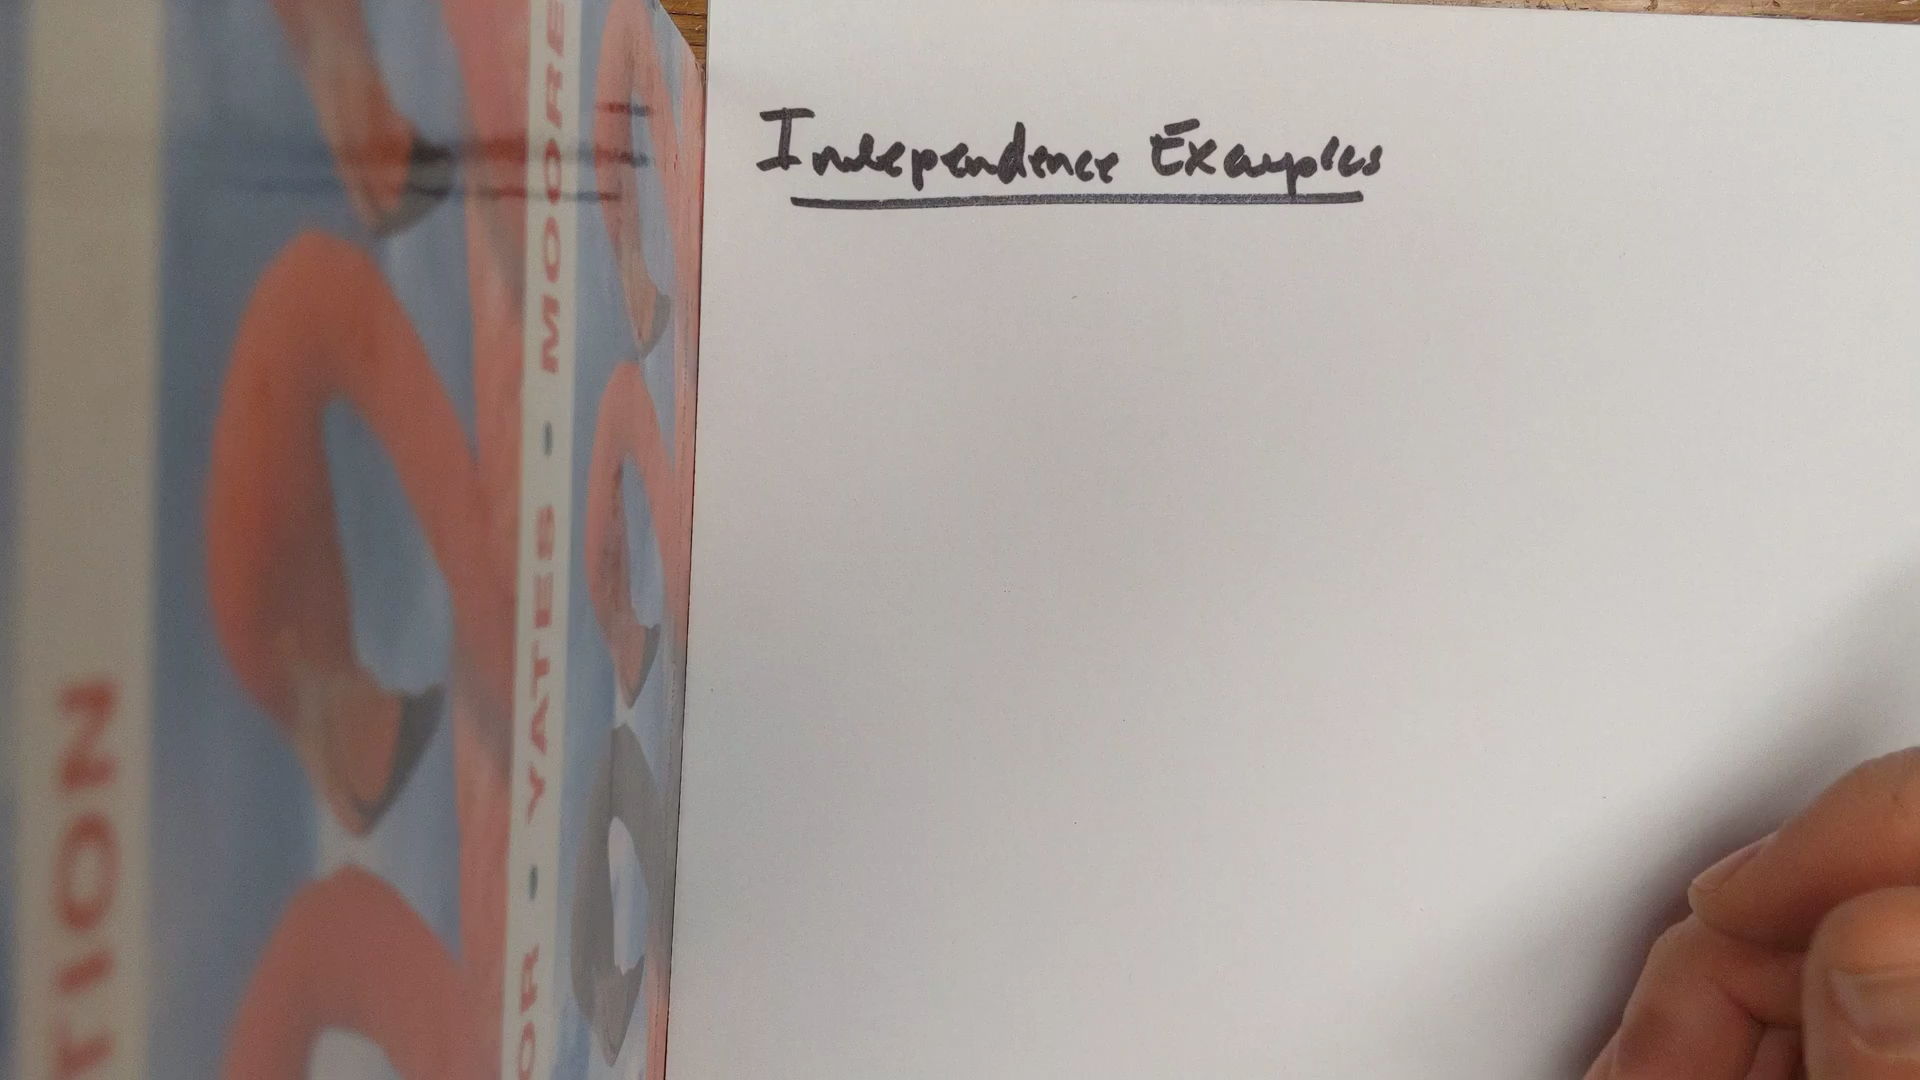 Independence Examples
TION
OR • YATES • MOORE